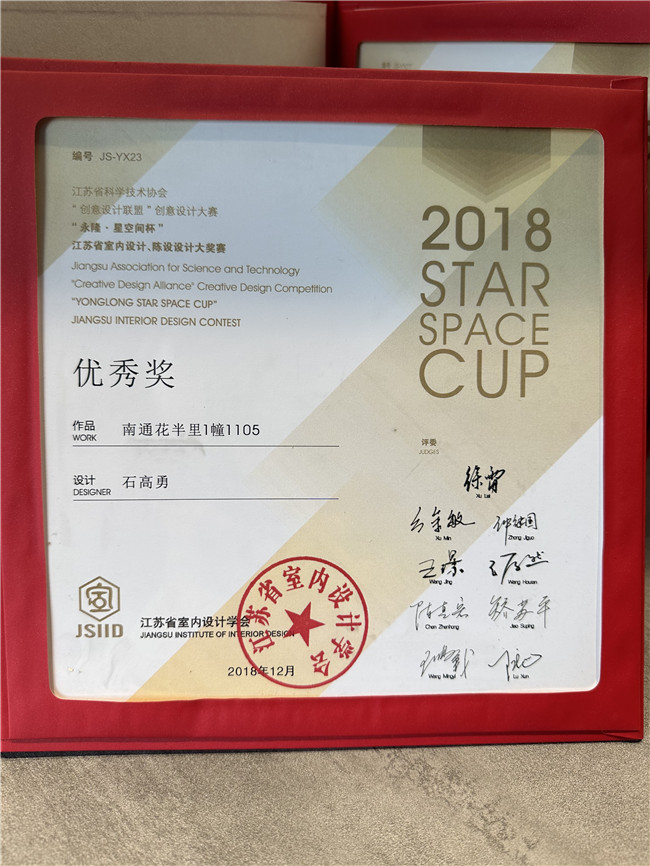 编号 JS-YX23
江苏省科学技术协会
“创意设计联盟”创意设计大赛
“永隆·星空间杯”
江苏省室内设计、陈设设计大奖赛
Jiangsu Association for Science and Technology
"Creative Design Alliance" Creative Design Competition
"YONGLONG STAR SPACE CUP"
JIANGSU INTERIOR DESIGN CONTEST
2018
STAR
SPACE
CUP
优秀奖
作品
WORK
南通花半里1幢1105
设计
DESIGNER
石高勇
评委
JUDGES
徐雷
Xu Lei
Xu Min
Zheng Jiguo
Wang Jing
Wang Housan
Chen Zhenhong
Jiao Suping
Wang Mingyi
Lu Xun
JSIID
江苏省室内设计学会
JIANGSU INSTITUTE OF INTERIOR DESIGN
2018年12月
江苏省室内设计学会